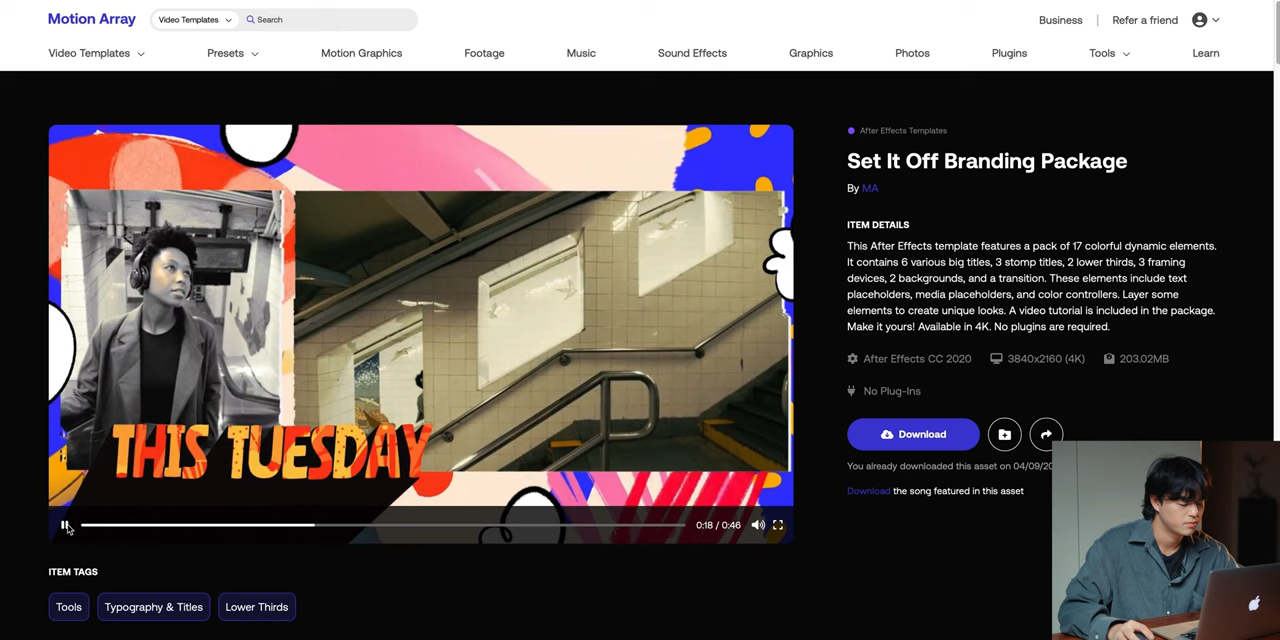 Motion Array
Video Templates
Search
Business | Refer a friend
Video Templates
Presets
Motion Graphics
Footage
Music
Sound Effects
Graphics
Photos
Plugins
Tools
Learn
THIS TUESDAY
0:18 / 0:46
ITEM TAGS
Tools
Typography & Titles
Lower Thirds
After Effects Templates
Set It Off Branding Package
By MA
ITEM DETAILS
This After Effects template features a pack of 17 colorful dynamic elements.
It contains 6 various big titles, 3 stomp titles, 2 lower thirds, 3 framing
devices, 2 backgrounds, and a transition. These elements include text
placeholders, media placeholders, and color controllers. Layer some
elements to create unique looks. A video tutorial is included in the package.
Make it yours! Available in 4K. No plugins are required.
After Effects CC 2020
3840x2160 (4K)
203.02MB
No Plug-Ins
Download
You already downloaded this asset on 04/09/20
Download the song featured in this asset